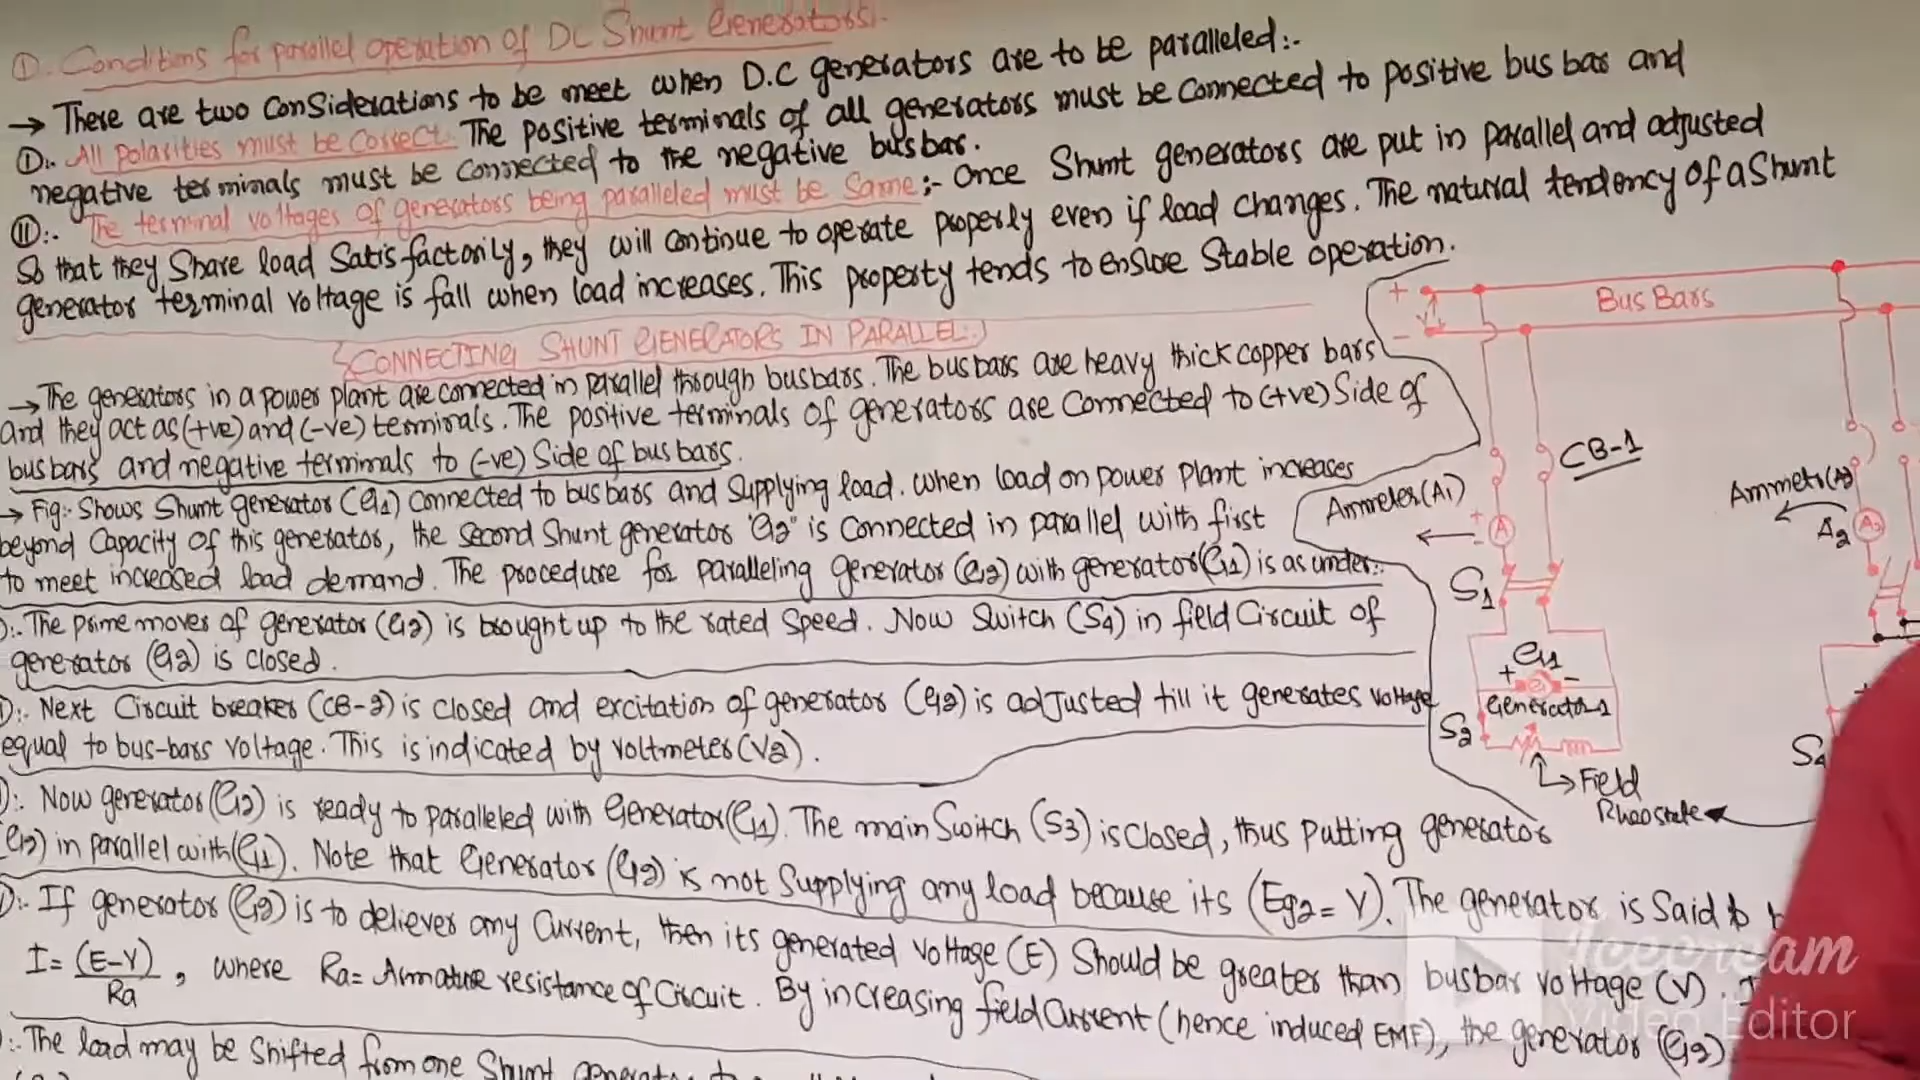 ①. Conditions for parallel operation of DC Shunt Generators:-
→ There are two considerations to be meet when D.C generators are to be paralleled:-
①:. All polarities must be correct. The positive terminals of all generators must be connected to positive bus bar and
negative terminals must be connected to the negative bus bar.
②:. The terminal voltages of generators being paralleled must be Same:- Once Shunt generators are put in parallel and adjusted
So that they Share load Satisfactorily, they will continue to operate properly even if load changes. The natural tendency of a Shunt
generator terminal voltage is fall when load increases. This property tends to ensure Stable operation.
CONNECTING SHUNT GENERATORS IN PARALLEL:-
→ The generators in a power plant are connected in parallel through busbars. The busbars are heavy thick copper bars
and they act as (+ve) and (-ve) terminals. The positive terminals of generators are connected to (+ve) Side of
busbars and negative terminals to (-ve) Side of busbars.
→ Fig:- Shows Shunt generator (G1) connected to busbars and Supplying load. When load on power plant increases
beyond Capacity of this generator, the second Shunt generator "G2" is connected in parallel with first
to meet increased load demand. The procedure for paralleling generator (G2) with generator (G1) is as under:.
:. The prime mover of generator (G2) is brought up to the rated Speed. Now Switch (S4) in field Circuit of
generator (G2) is closed.
:. Next Circuit breaker (CB-2) is closed and excitation of generator (G2) is adjusted till it generates voltage
equal to bus-bars voltage. This is indicated by voltmeter (V2).
:. Now generator (G2) is ready to paralleled with Generator (G1). The main Switch (S3) is closed, thus putting generator
(G2) in parallel with (G1). Note that Generator (G2) is not Supplying any load because its (Eg2 = V). The generator is Said to
:. If generator (G2) is to deliever any Current, then its generated voltage (E) Should be greater than busbar voltage (V).
I = (E-V)/Ra, where Ra = Armature resistance of Circuit. By increasing field Current (hence induced EMF), the generator (G2)
:. The load may be Shifted from one Shunt
+
V
-
Bus Bars
CB-1
Ammeter (A1)
+
A
-
S1
G1
+
-
Generator 1
S2
Field
Rheostate
A2
A2
S4
Icecream
Video Editor